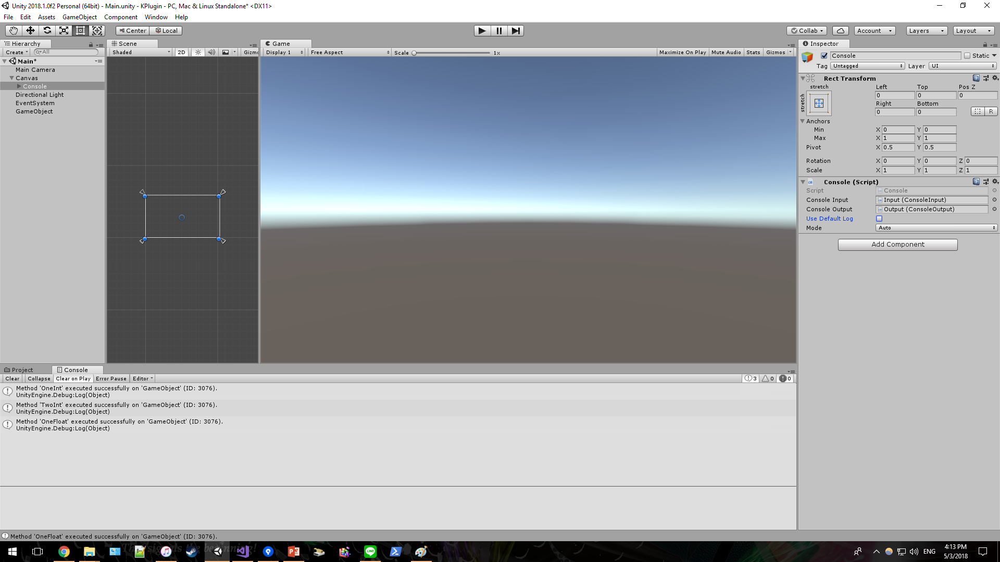 Unity 2018.1.0f2 Personal (64bit) - Main.unity - KPlugin - PC, Mac & Linux Standalone* <DX11>
File Edit Assets GameObject Component Window Help
Center Local Collab Account Layers Layout
Hierarchy Scene Game Inspector
Create All Shaded 2D Gizmo Display 1 Free Aspect Scale 1x Maximize On Play Mute Audio Stats Gizmos
Console Static
Tag Untagged Layer UI
Main*
Main Camera
Canvas
Console
Directional Light
EventSystem
GameObject
Rect Transform
stretch Left Top Pos Z
stretch 0 0 0
Right Bottom
0 0 R
Anchors
Min X 0 Y 0
Max X 1 Y 1
Pivot X 0.5 Y 0.5
Rotation X 0 Y 0 Z 0
Scale X 1 Y 1 Z 1
Console (Script)
Script Console
Console Input Input (ConsoleInput)
Console Output Output (ConsoleOutput)
Use Default Log
Mode Auto
Add Component
Project Console
Clear Collapse Clear on Play Error Pause Editor 3 0 0
Method 'OneInt' executed successfully on 'GameObject' (ID: 3076).
UnityEngine.Debug:Log(Object)
Method 'TwoInt' executed successfully on 'GameObject' (ID: 3076).
UnityEngine.Debug:Log(Object)
Method 'OneFloat' executed successfully on 'GameObject' (ID: 3076).
UnityEngine.Debug:Log(Object)
Method 'OneFloat' executed successfully on 'GameObject' (ID: 3076).
LINE
ENG
4:13 PM
5/3/2018